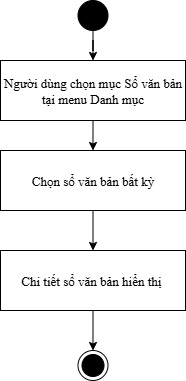 Người dùng chọn mục Sổ văn bản
tại menu Danh mục
Chọn sổ văn bản bất kỳ
Chi tiết sổ văn bản hiển thị